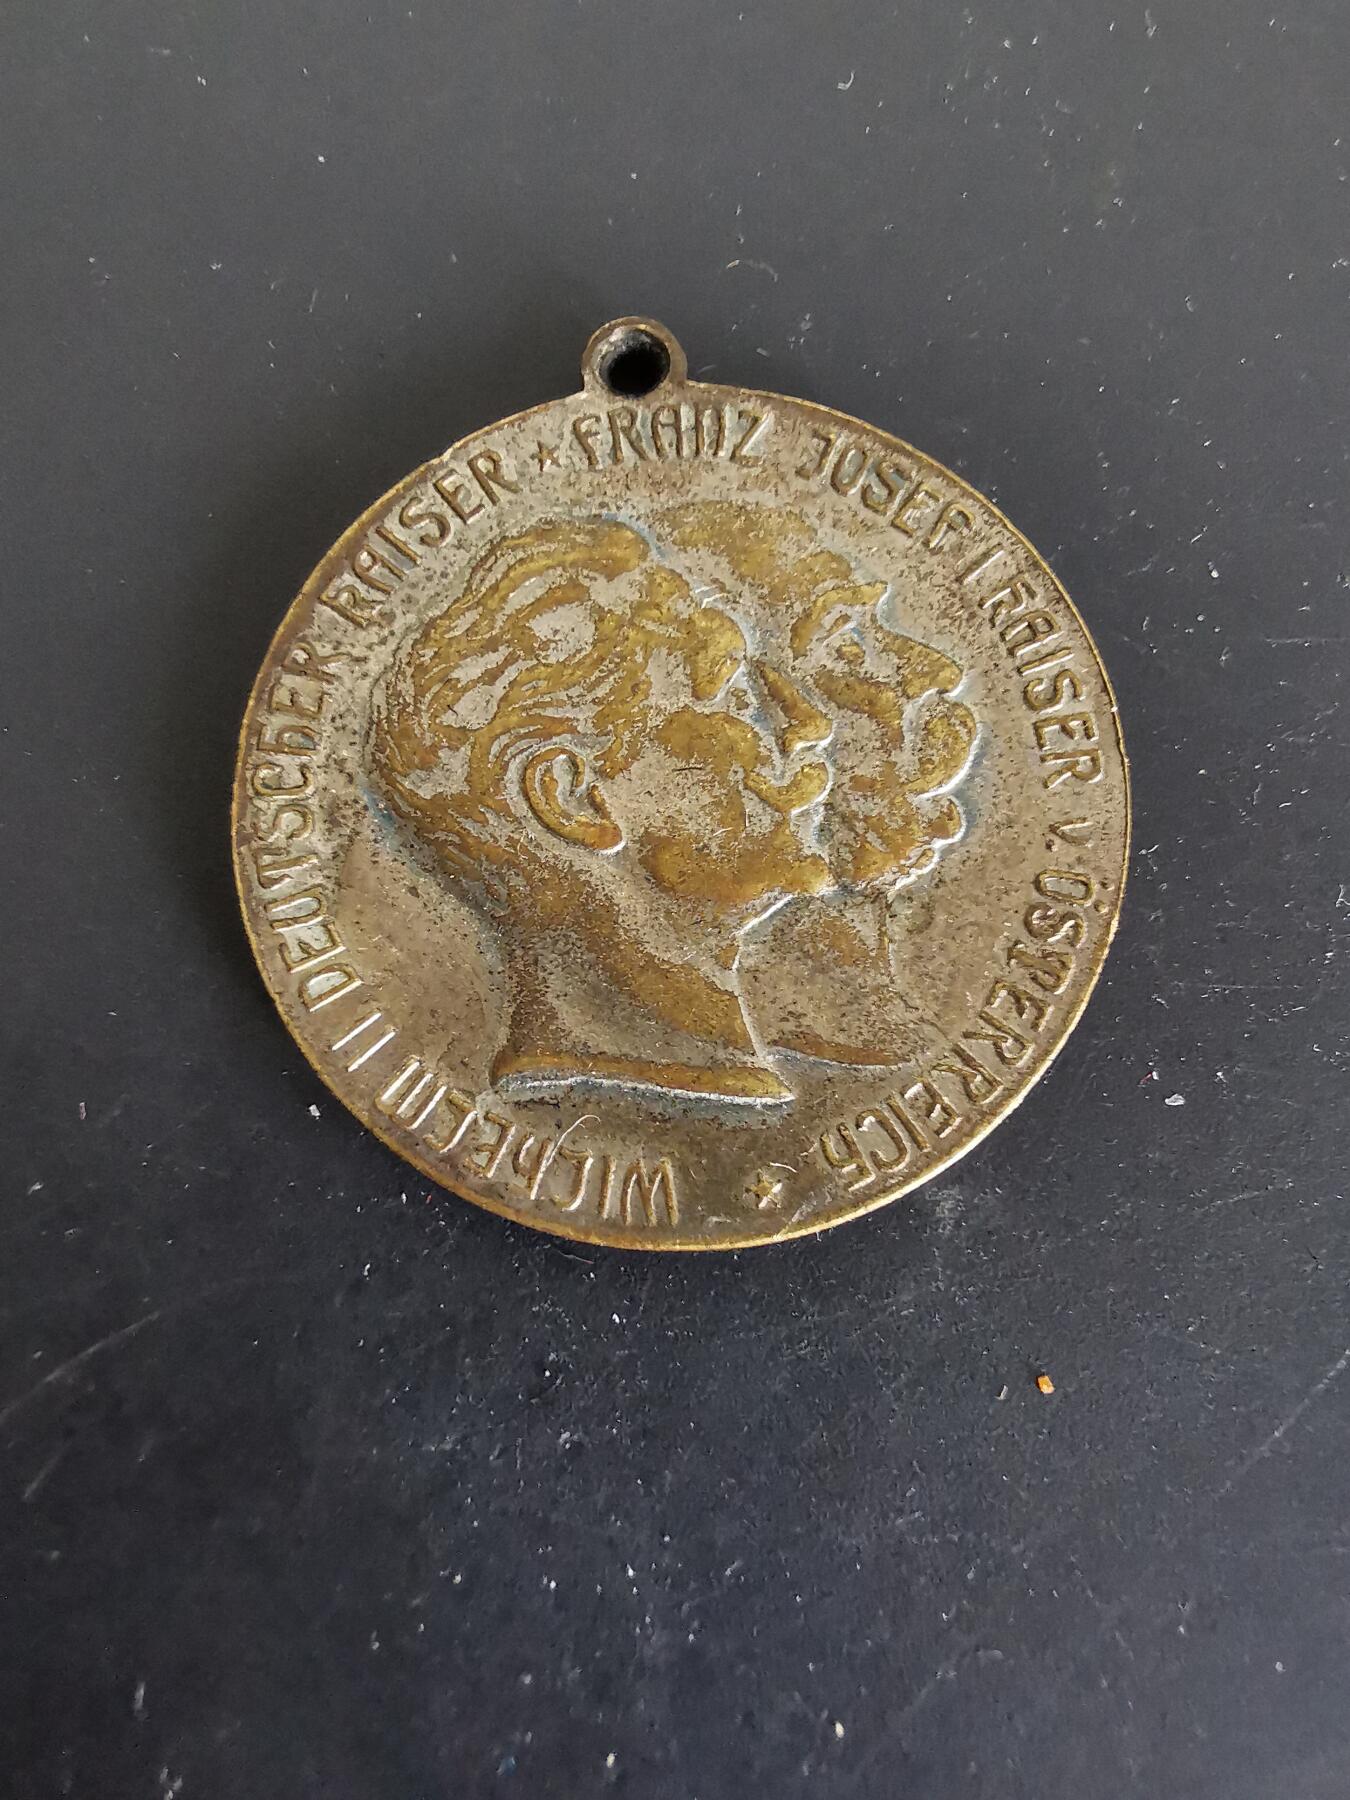 WILHELM II DEUTSCHER KAISER ★ FRANZ JOSEF I KAISER V. ÖSTERREICH ★